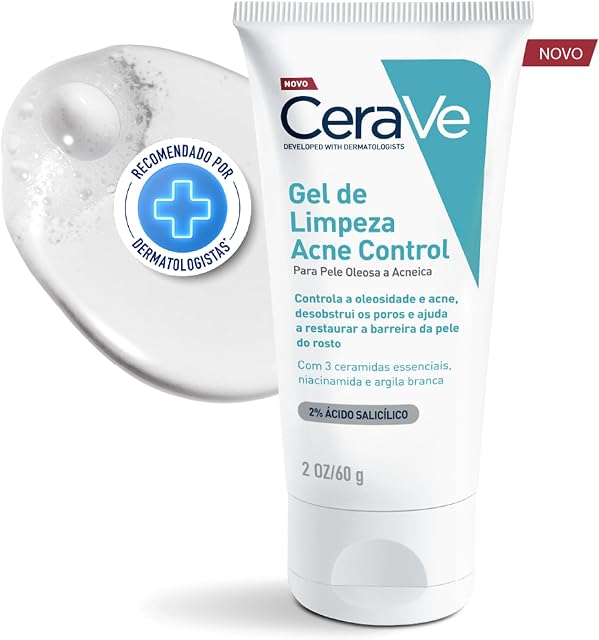 NOVO
NOVO
CeraVe
DEVELOPED WITH DERMATOLOGISTS
RECOMENDADO POR
DERMATOLOGISTAS*
Gel de
Limpeza
Acne Control
Para Pele Oleosa a Acneica
Controla a oleosidade e acne,
desobstrui os poros e ajuda
a restaurar a barreira da pele
do rosto
Com 3 ceramidas essenciais,
niacinamida e argila branca
2% ÁCIDO SALICÍLICO
2 OZ/60 g